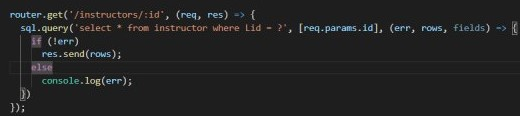 router.get('/instructors/:id', (req, res) => {
sql.query('select * from instructor where Lid = ?', [req.params.id], (err, rows, fields) => {
if (!err)
res.send(rows);
else
console.log(err);
})
});